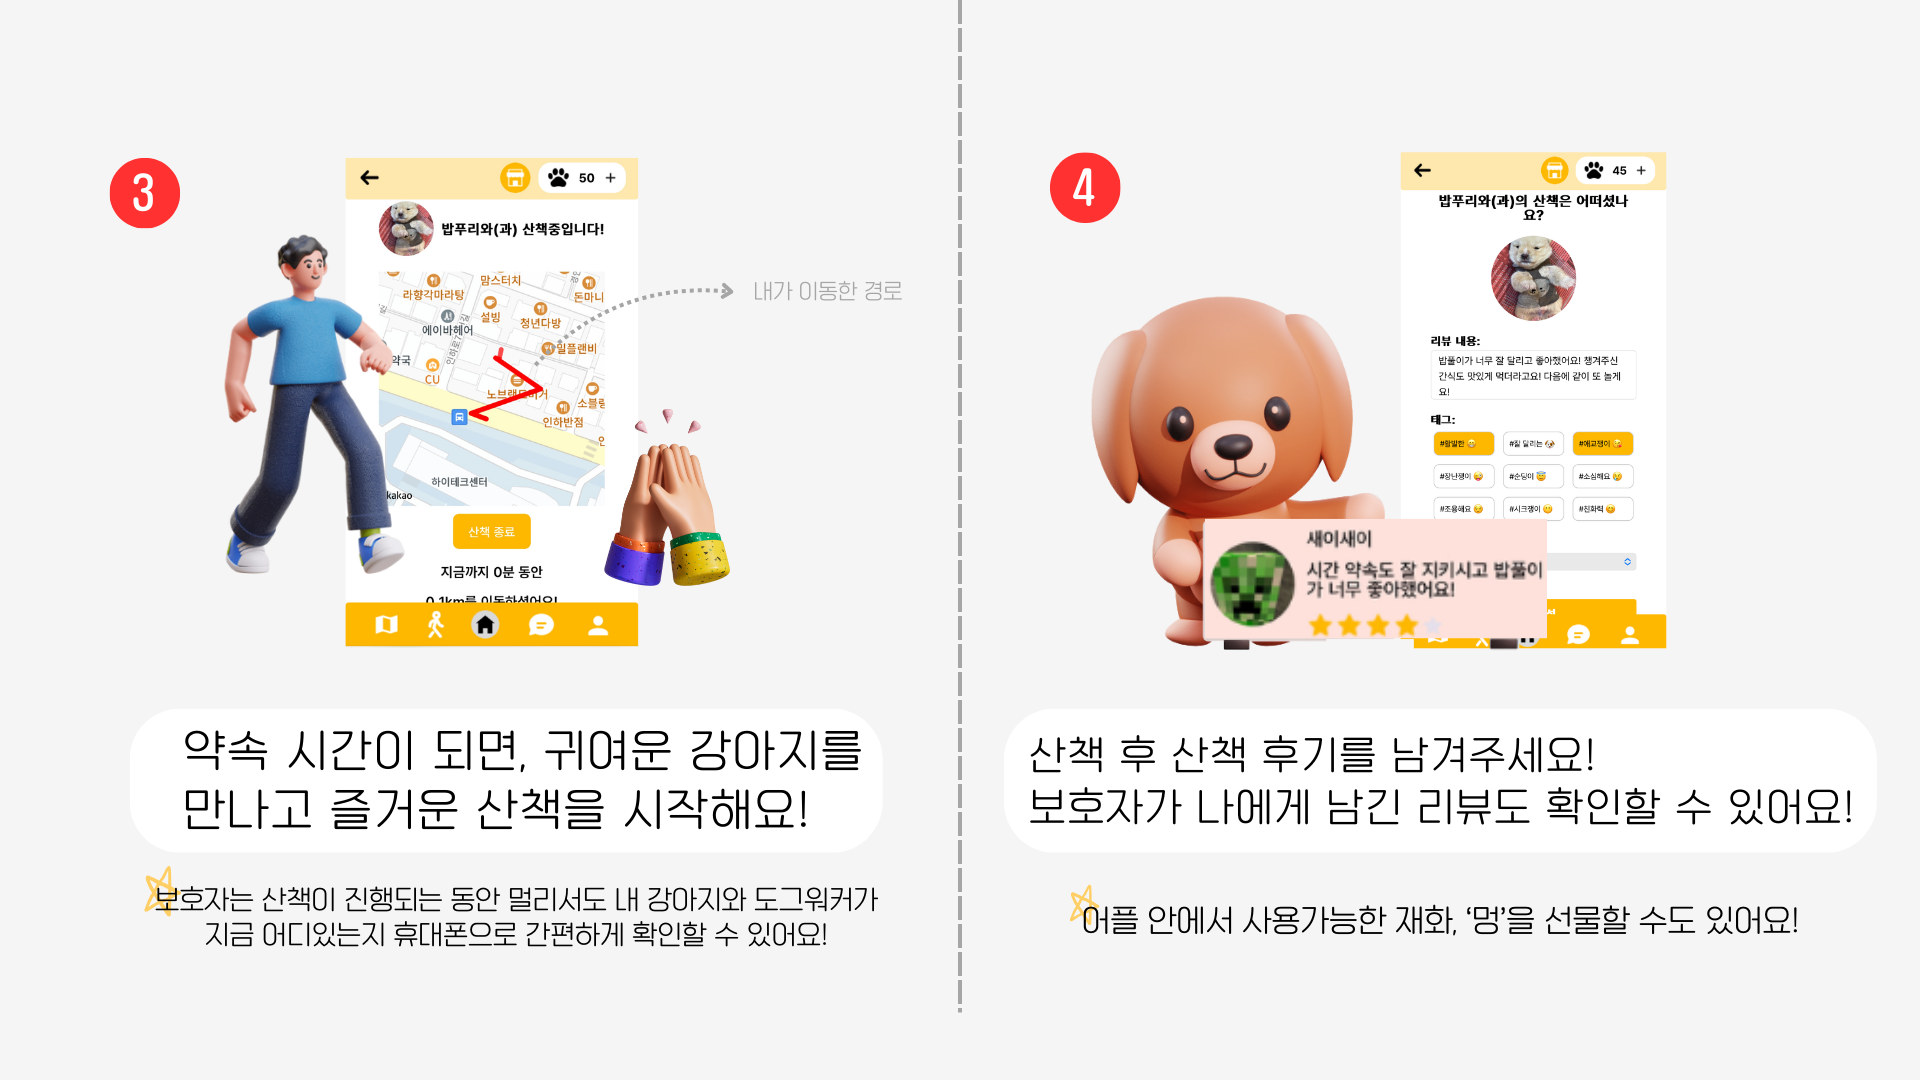 3
50 +
밥푸리와(과) 산책중입니다!
맘스터치
라향각마라탕
돈마니
설빙
청년다방
에이바헤어
밀플랜비
약국
CU
소블링
인하반점
하이테크센터
kakao
내가 이동한 경로
산책 종료
지금까지 0분 동안
0.1km를 이동하셨어요!
약속 시간이 되면, 귀여운 강아지를
만나고 즐거운 산책을 시작해요!
보호자는 산책이 진행되는 동안 멀리서도 내 강아지와 도그워커가
지금 어디있는지 휴대폰으로 간편하게 확인할 수 있어요!
4
45 +
밥푸리와(과)의 산책은 어떠셨나
요?
리뷰 내용:
밥풀이가 너무 잘 달리고 좋아했어요! 챙겨주신
간식도 맛있게 먹더라고요! 다음에 같이 또 놀게
요!
태그:
#활발한 #잘 달리는 #애교쟁이
#장난쟁이 #순딩이 #소심해요
#조용해요 #시크쟁이 #친화력
새이새이
시간 약속도 잘 지키시고 밥풀이
가 너무 좋아했어요!
산책 후 산책 후기를 남겨주세요!
보호자가 나에게 남긴 리뷰도 확인할 수 있어요!
어플 안에서 사용가능한 재화, ‘멍’을 선물할 수도 있어요!